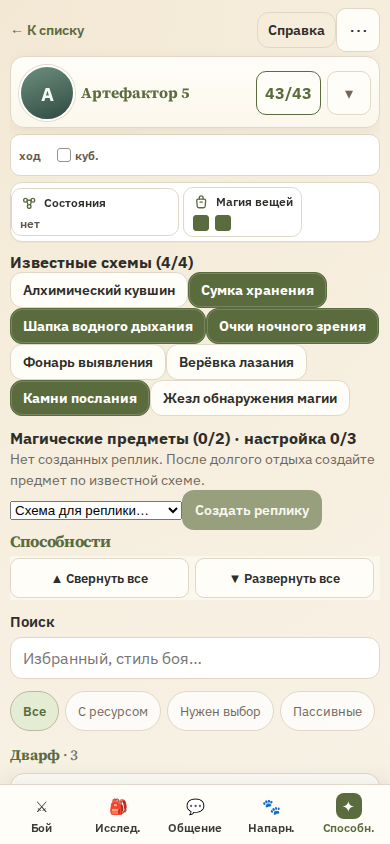 ← К списку
Справка
⋯
А
Артефактор 5
43/43
▼
ход
куб.
Состояния
нет
Магия вещей
Известные схемы (4/4)
Алхимический кувшин
Сумка хранения
Шапка водного дыхания
Очки ночного зрения
Фонарь выявления
Верёвка лазания
Камни послания
Жезл обнаружения магии
Магические предметы (0/2) · настройка 0/3
Нет созданных реплик. После долгого отдыха создайте
предмет по известной схеме.
Схема для реплики…
Создать реплику
Способности
▲ Свернуть все
▼ Развернуть все
Поиск
Избранный, стиль боя…
Все
С ресурсом
Нужен выбор
Пассивные
Дварф · 3
Бой
Исслед.
Общение
Напарн.
Способн.